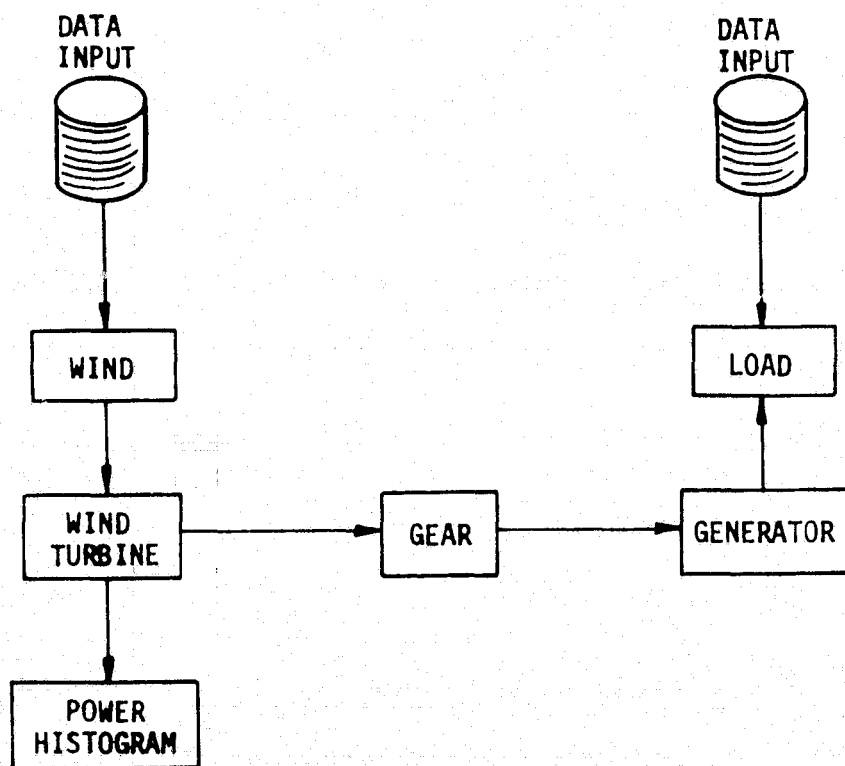 DATA
INPUT
DATA
INPUT
WIND
LOAD
WIND
TURBINE
GEAR
GENERATOR
POWER
HISTOGRAM